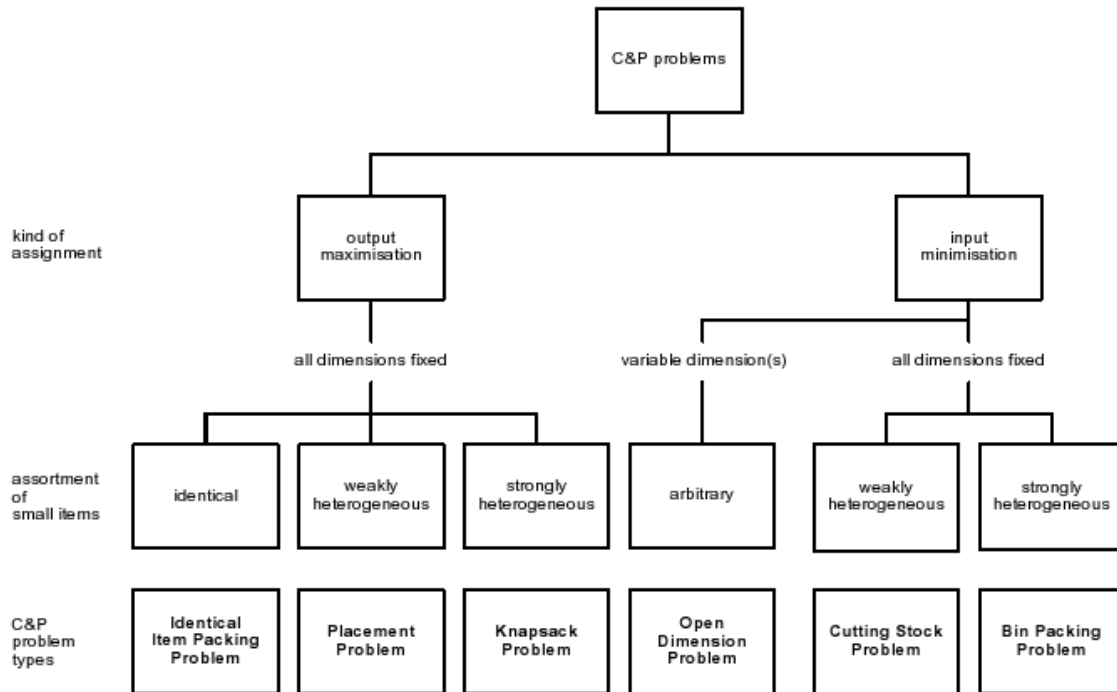 C&P problems
kind of
assignment
output
maximisation
input
minimisation
all dimensions fixed
variable dimension(s)
all dimensions fixed
assortment
of
small items
identical
weakly
heterogeneous
strongly
heterogeneous
arbitrary
weakly
heterogeneous
strongly
heterogeneous
C&P
problem
types
Identical
Item Packing
Problem
Placement
Problem
Knapsack
Problem
Open
Dimension
Problem
Cutting Stock
Problem
Bin Packing
Problem